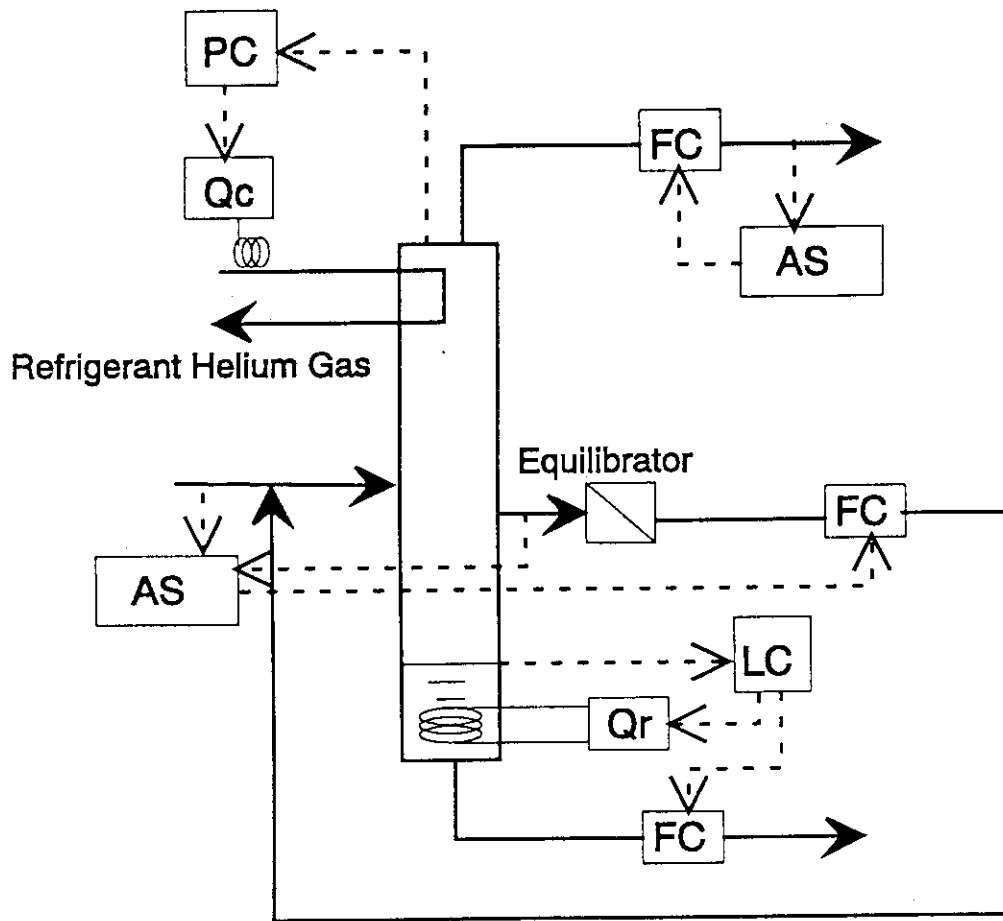 PC
FC
Qc
AS
Refrigerant Helium Gas
Equilibrator
FC
AS
LC
Qr
FC